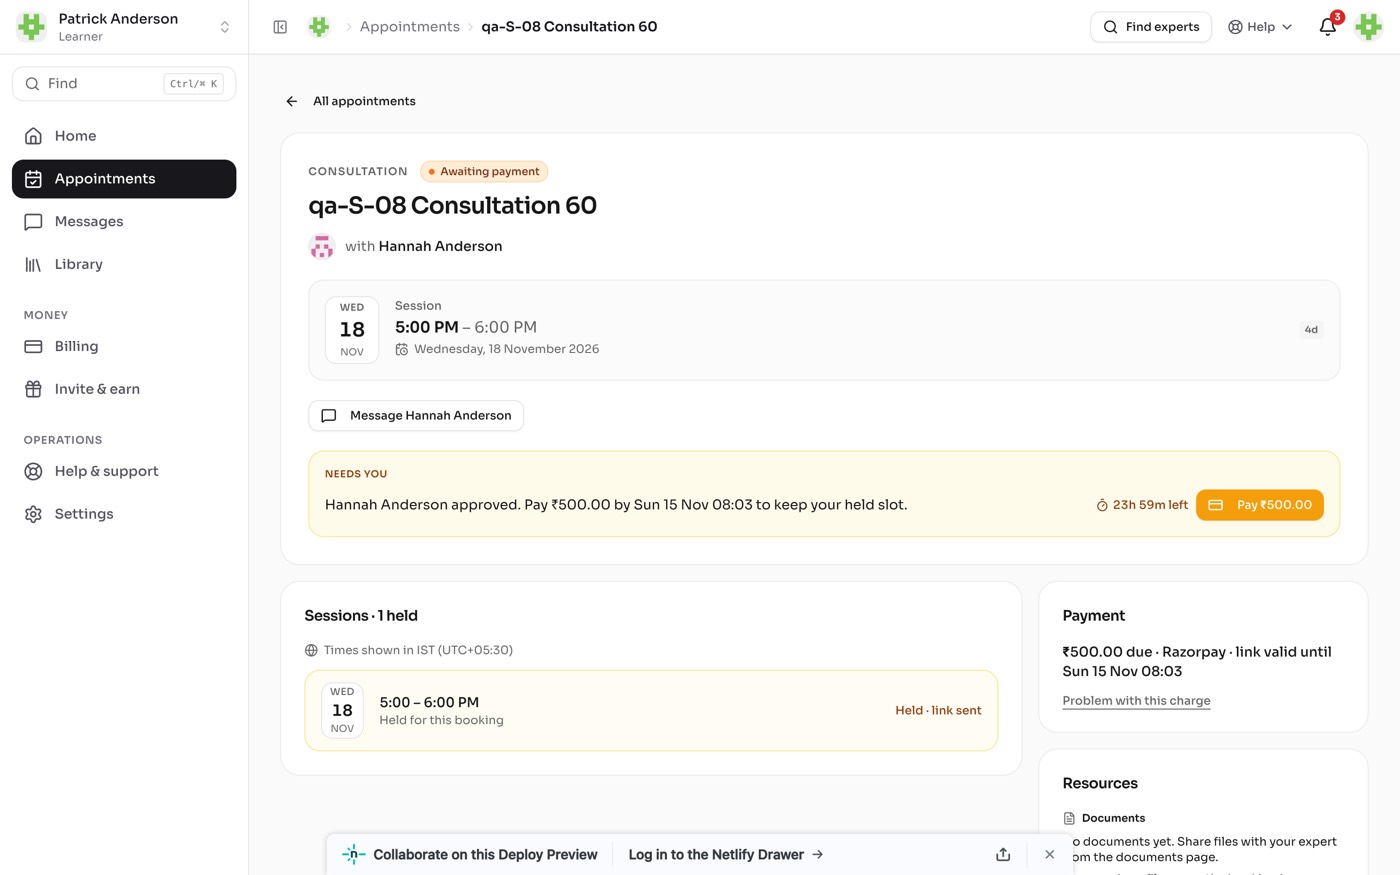 Patrick Anderson
Learner
Find
Ctrl/⌘ K
Home
Appointments
Messages
Library
MONEY
Billing
Invite & earn
OPERATIONS
Help & support
Settings
Appointments
qa-S-08 Consultation 60
Find experts
Help
3
All appointments
CONSULTATION
Awaiting payment
qa-S-08 Consultation 60
with Hannah Anderson
WED
18
NOV
Session
5:00 PM – 6:00 PM
Wednesday, 18 November 2026
4d
Message Hannah Anderson
NEEDS YOU
Hannah Anderson approved. Pay ₹500.00 by Sun 15 Nov 08:03 to keep your held slot.
23h 59m left
Pay ₹500.00
Sessions · 1 held
Times shown in IST (UTC+05:30)
WED
18
NOV
5:00 – 6:00 PM
Held for this booking
Held · link sent
Payment
₹500.00 due · Razorpay · link valid until
Sun 15 Nov 08:03
Problem with this charge
Resources
Documents
documents yet. Share files with your expert
the documents page.
Collaborate on this Deploy Preview
Log in to the Netlify Drawer →